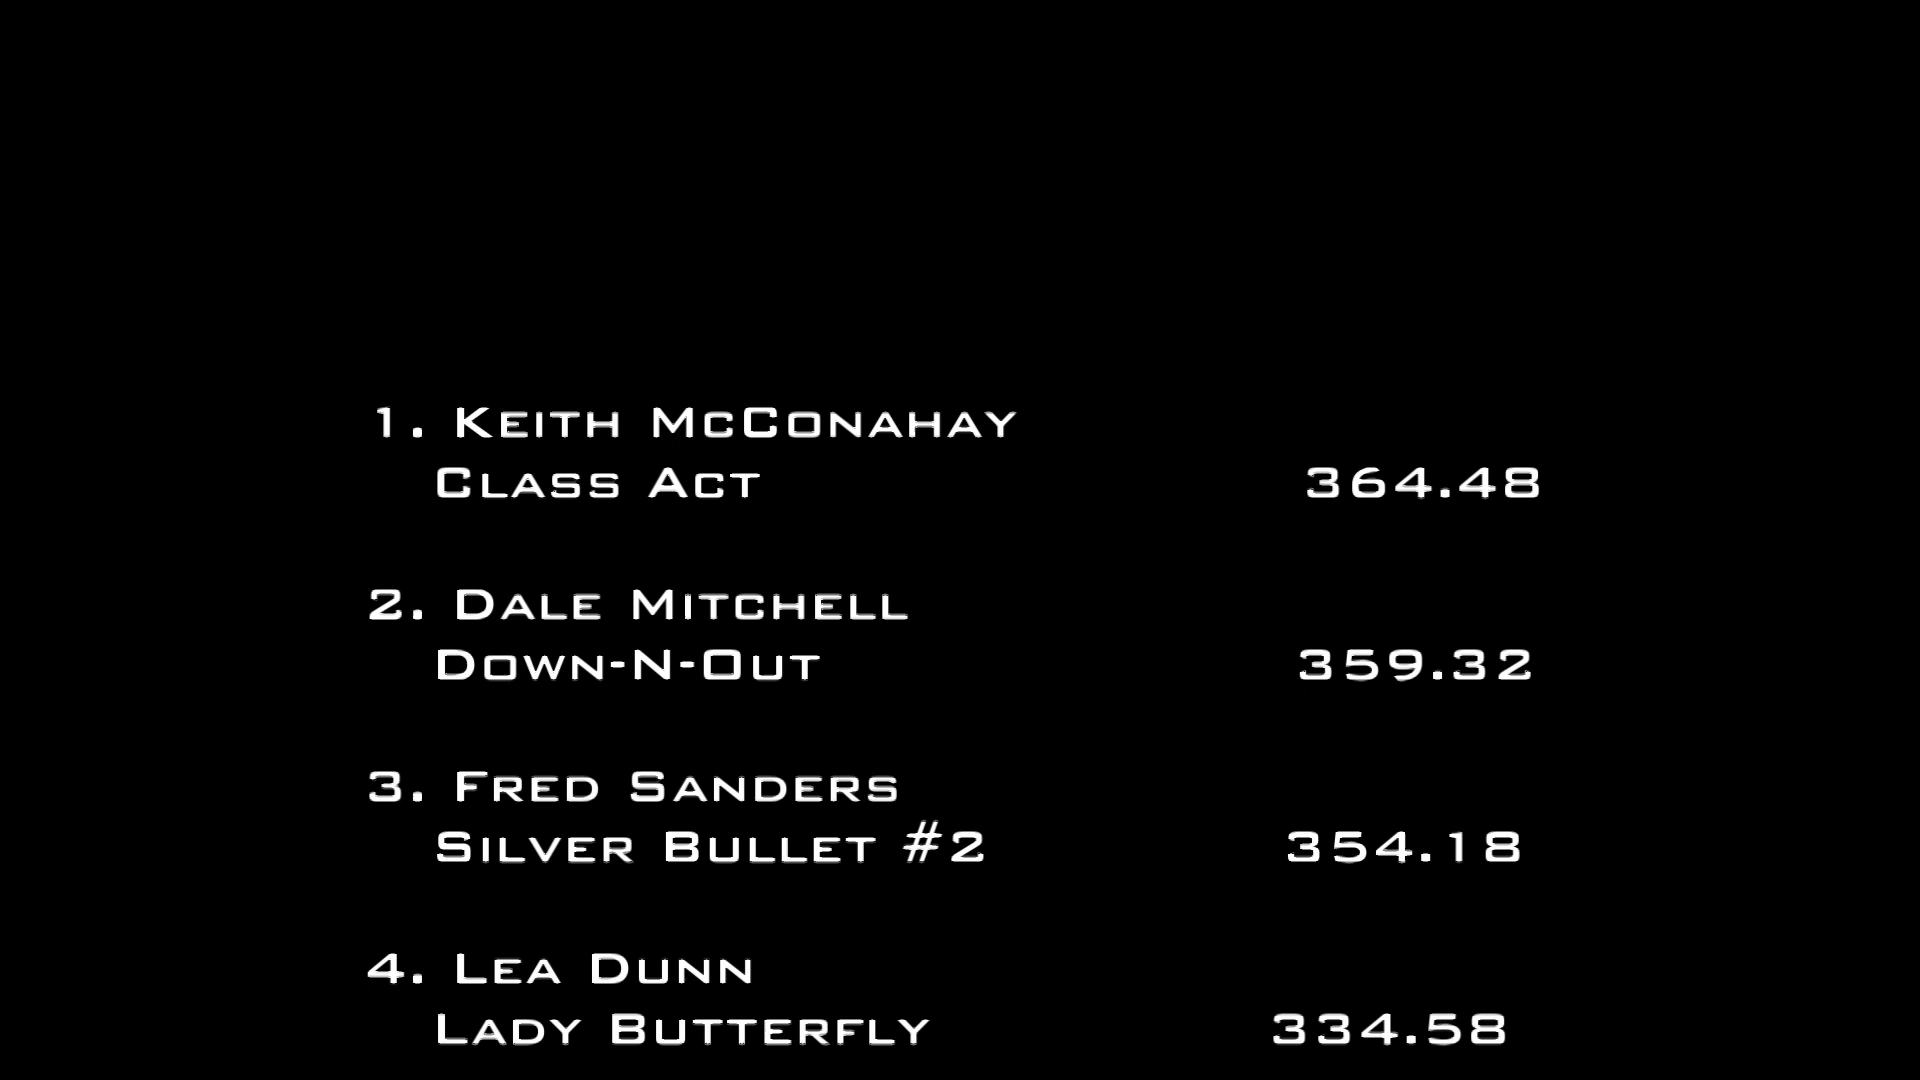 1. Keith McConahay
Class Act 364.48
2. Dale Mitchell
Down-N-Out 359.32
3. Fred Sanders
Silver Bullet #2 354.18
4. Lea Dunn
Lady Butterfly 334.58